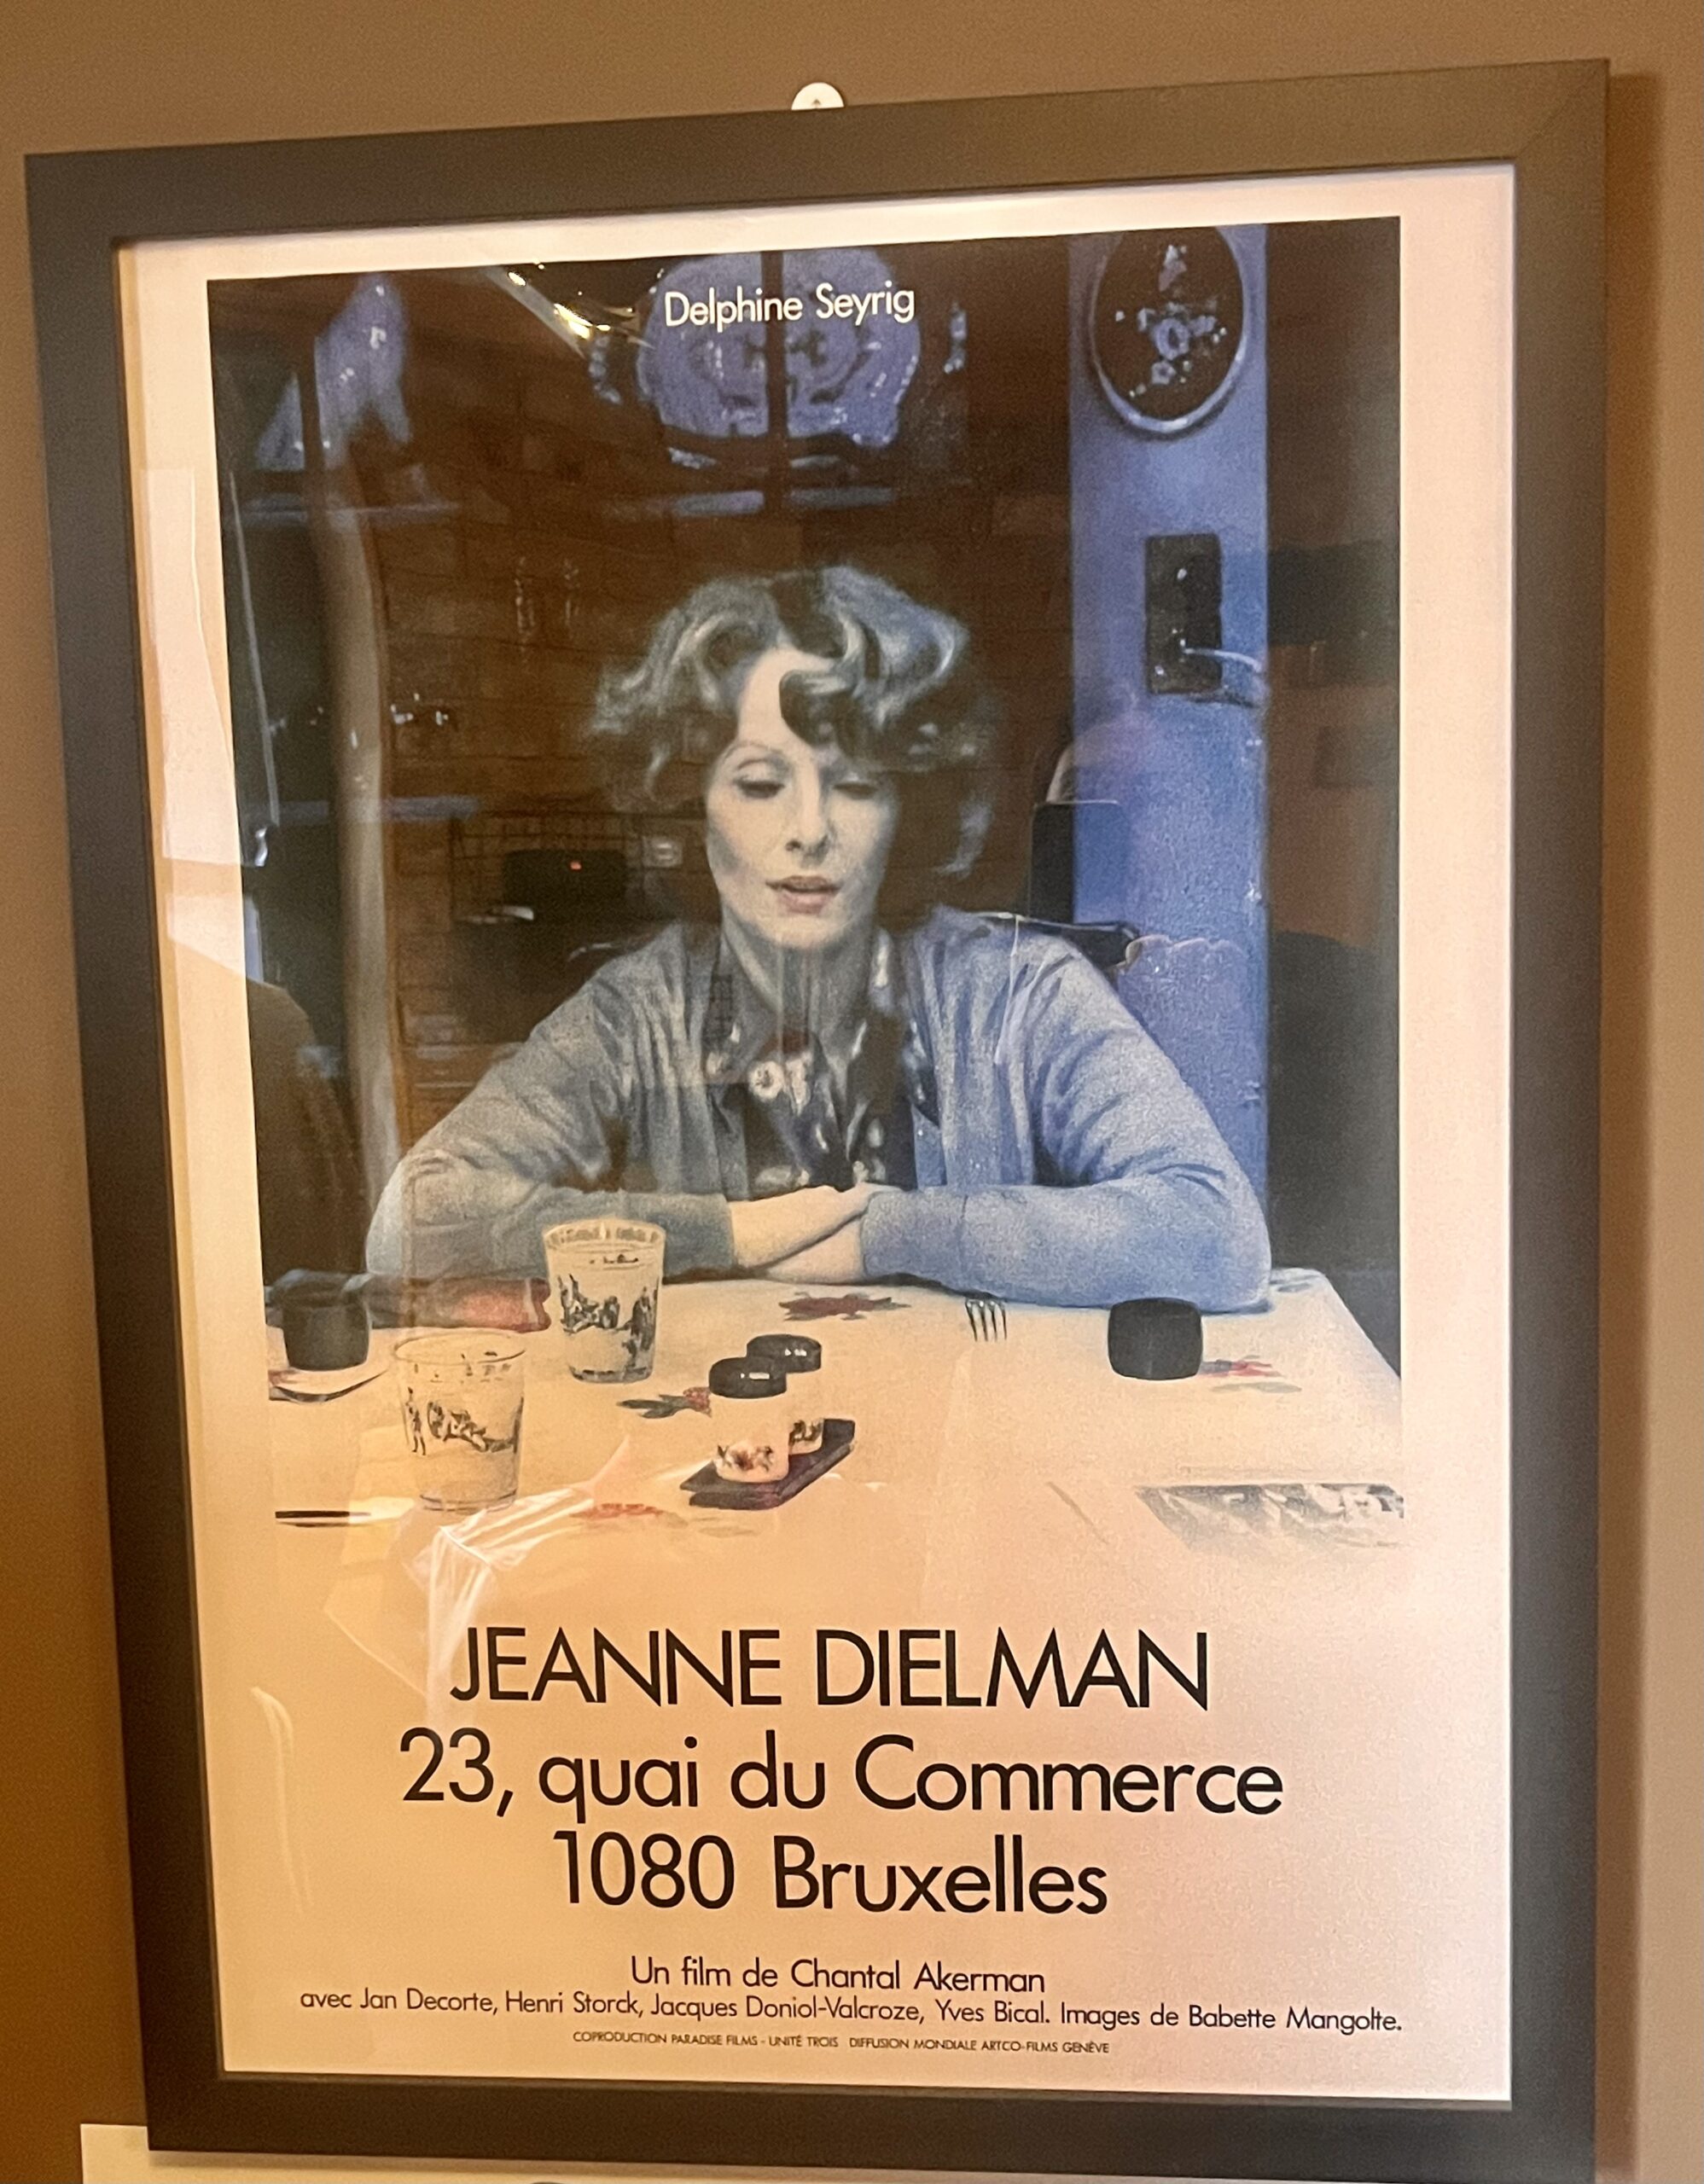 Delphine Seyrig
JEANNE DIELMAN
23, quai du Commerce
1080 Bruxelles
Un film de Chantal Akerman
avec Jan Decorte, Henri Storck, Jacques Doniol-Valcroze, Yves Bical. Images de Babette Mangolte.
COPRODUCTION PARADISE FILMS - UNITÉ TROIS DIFFUSION MONDIALE ARTCO-FILMS GENÈVE